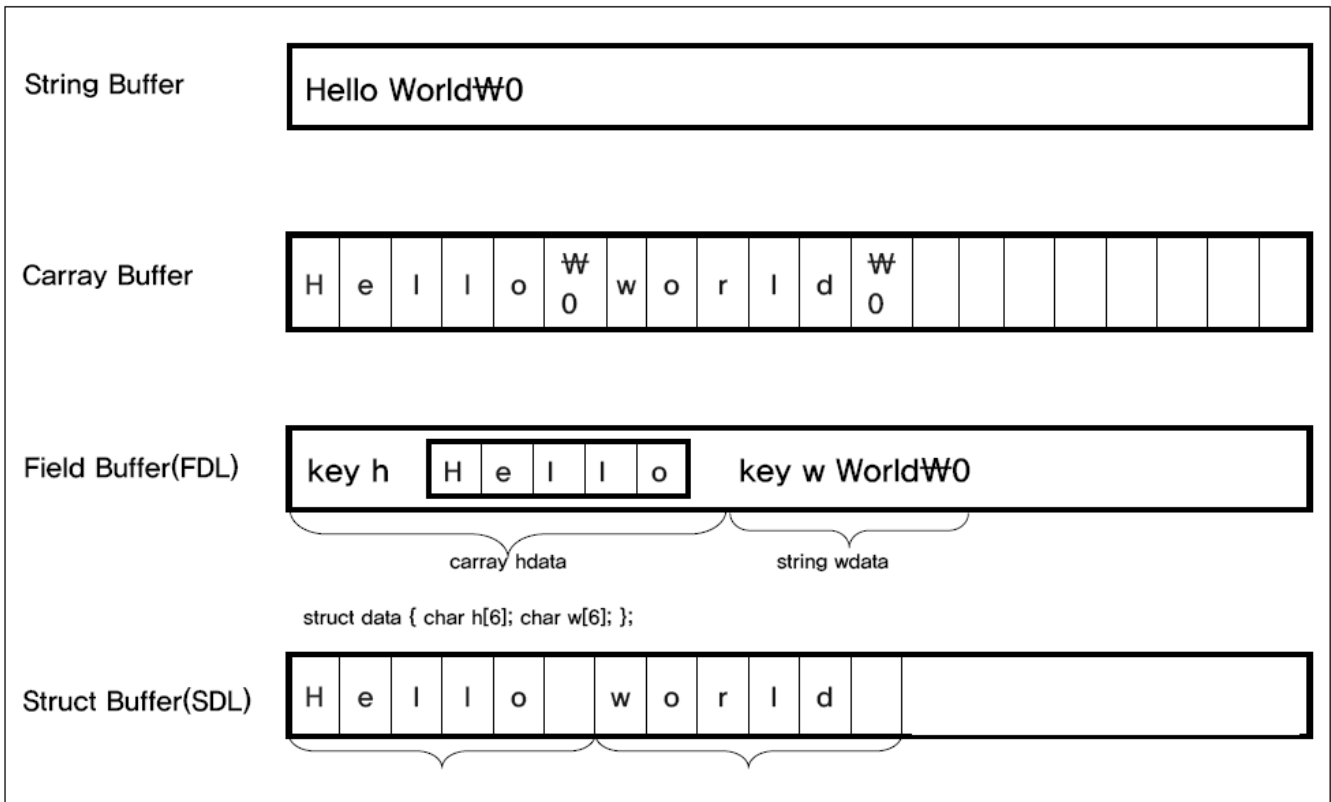 String Buffer
Hello World₩0
Carray Buffer
H e l l o ₩0 w o r l d ₩0
Field Buffer(FDL)
key h H e l l o key w World₩0
carray hdata string wdata
struct data { char h[6]; char w[6]; };
Struct Buffer(SDL)
H e l l o w o r l d